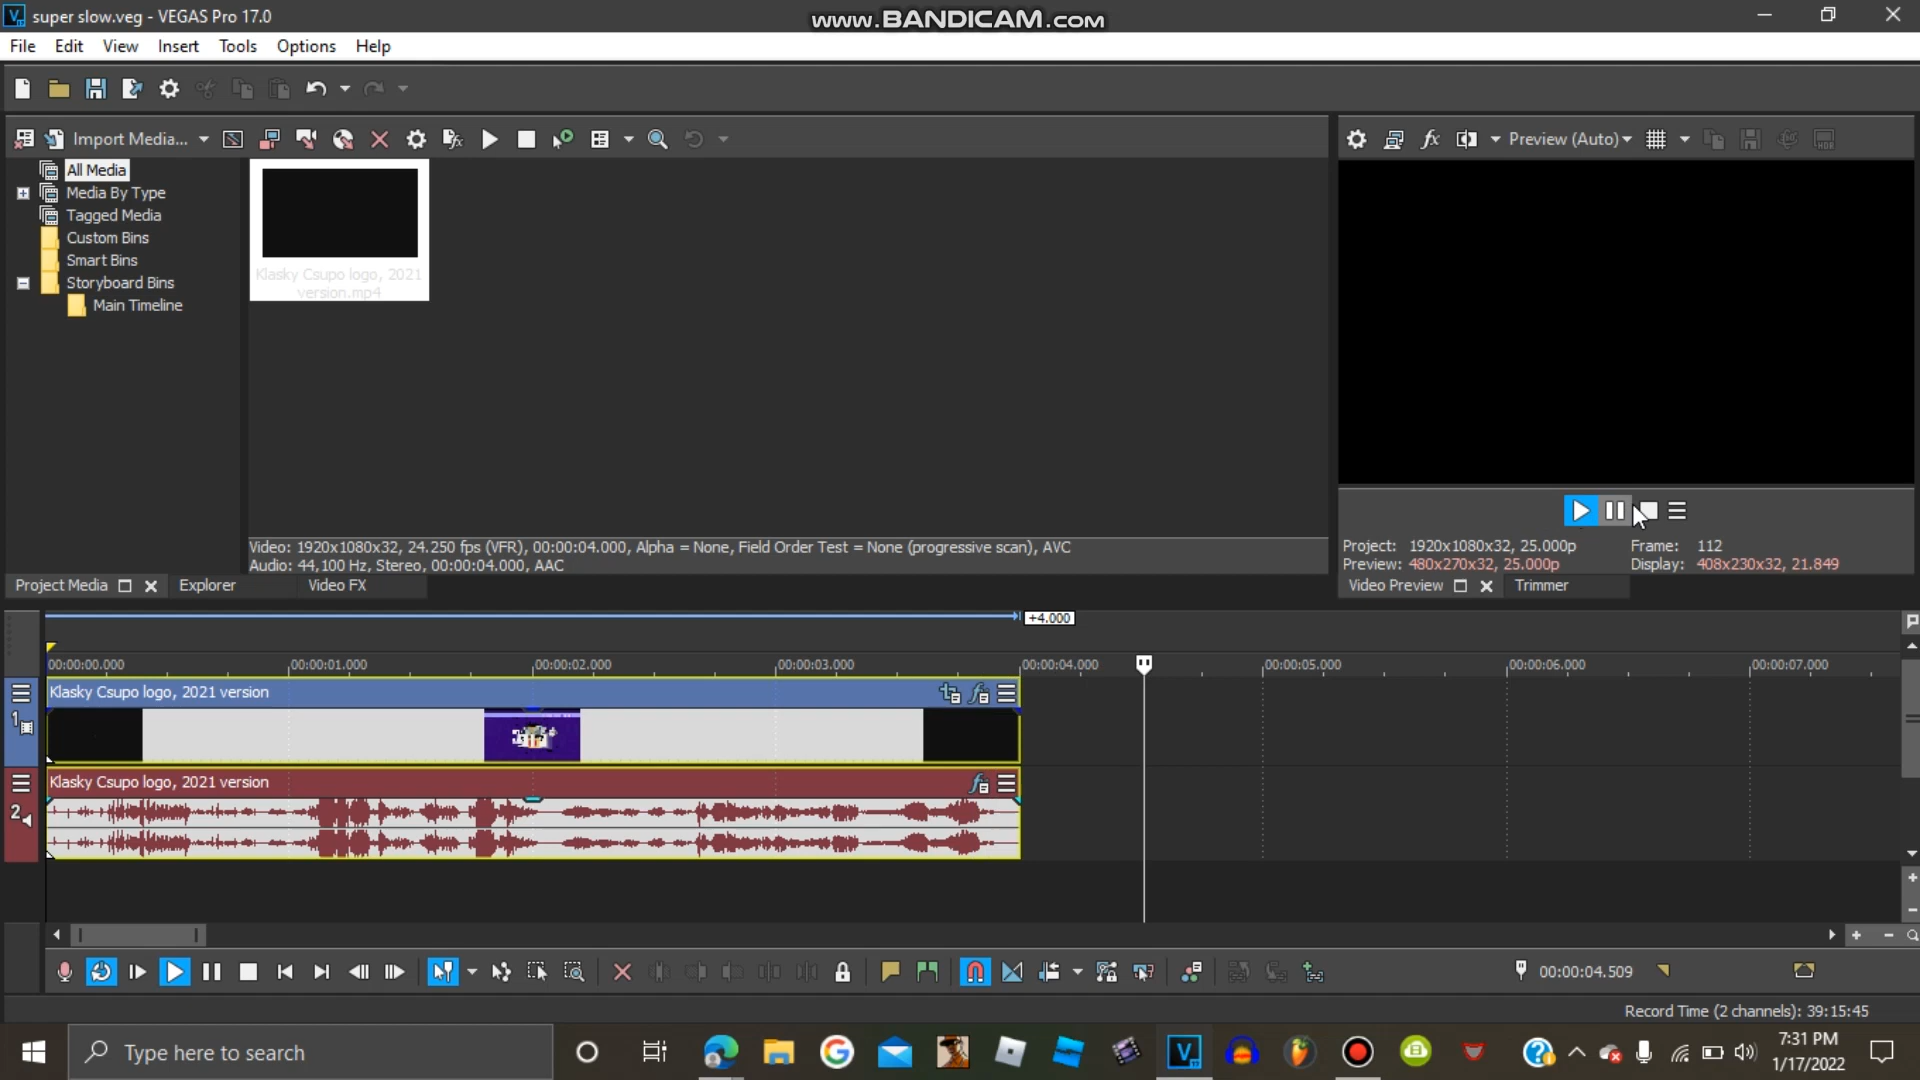 super slow.veg - VEGAS Pro 17.0
www.BANDICAM.com
File Edit View Insert Tools Options Help
Import Media...
Preview (Auto)
All Media
Media By Type
Tagged Media
Custom Bins
Smart Bins
Storyboard Bins
Main Timeline
Klasky Csupo logo, 2021
version.mp4
Video: 1920x1080x32, 24.250 fps (VFR), 00:00:04.000, Alpha = None, Field Order Test = None (progressive scan), AVC
Audio: 44,100 Hz, Stereo, 00:00:04.000, AAC
Project: 1920x1080x32, 25.000p Frame: 112
Preview: 480x270x32, 25.000p Display: 408x230x32, 21.849
Project Media Explorer Video FX
Video Preview Trimmer
+4.000
00:00:00.000 00:00:01.000 00:00:02.000 00:00:03.000 00:00:04.000 00:00:05.000 00:00:06.000 00:00:07.000
Klasky Csupo logo, 2021 version
1
Klasky Csupo logo, 2021 version
2
00:00:04.509
Record Time (2 channels): 39:15:45
Type here to search
7:31 PM
1/17/2022